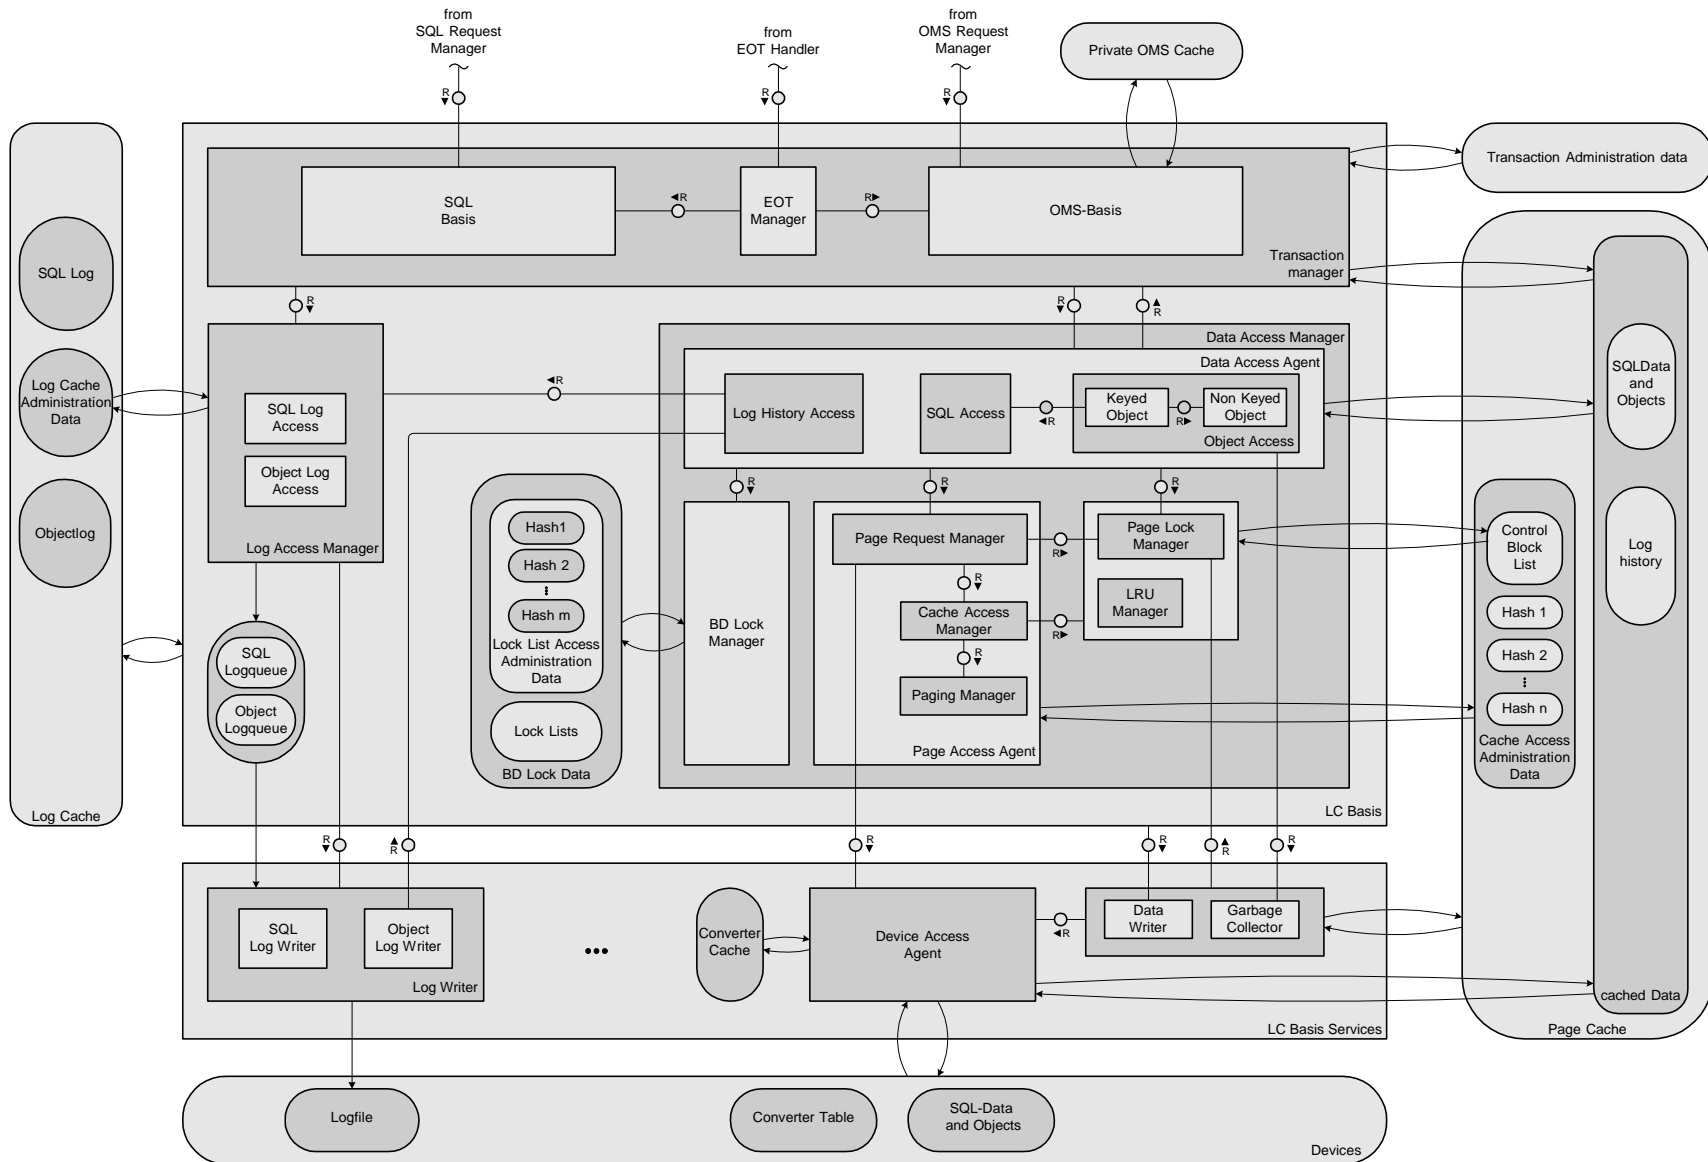 from
SQL Request
Manager
from
EOT Handler
from
OMS Request
Manager
Private OMS Cache
R
R
R
Transaction Administration data
SQL
Basis
R
EOT
Manager
R
OMS-Basis
Transaction
manager
SQL Log
Log Cache
Administration
Data
Objectlog
Log Cache
R
R
R
SQL Log
Access
Object Log
Access
Log Access Manager
Data Access Manager
Data Access Agent
R
Log History Access
SQL Access
R
Keyed
Object
R
Non Keyed
Object
Object Access
SQLData
and
Objects
Log
history
R
R
R
Hash1
Hash 2
Hash m
Lock List Access
Administration
Data
Lock Lists
BD Lock Data
BD Lock
Manager
Page Request Manager
R
Page Lock
Manager
R
LRU
Manager
Cache Access
Manager
R
R
Paging Manager
Page Access Agent
Control
Block
List
Hash 1
Hash 2
Hash n
Cache Access
Administration
Data
SQL
Logqueue
Object
Logqueue
LC Basis
R
R
R
R
R
R
SQL
Log Writer
Object
Log Writer
Log Writer
•••
Converter
Cache
Device Access
Agent
R
Data
Writer
Garbage
Collector
LC Basis Services
cached Data
Page Cache
Logfile
Converter Table
SQL-Data
and Objects
Devices